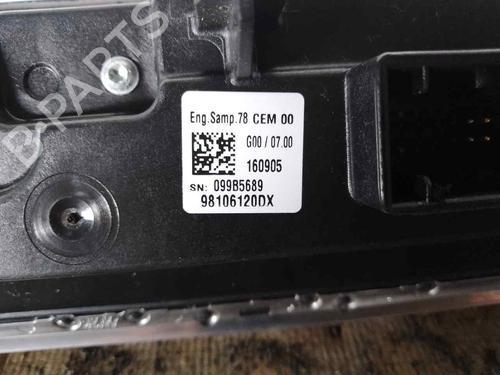 B-PARTS
Eng.Samp.78 CEM 00
G00 / 07.00
160905
SN: 099B5689
98106120DX